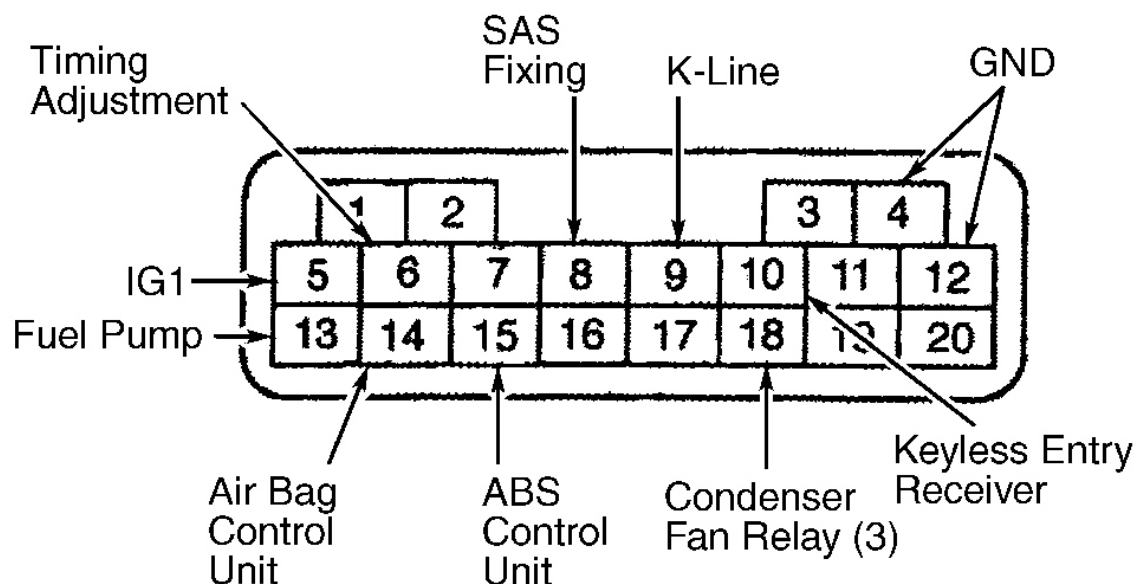 Timing
Adjustment
SAS
Fixing
K-Line
GND
1 2 3 4
IG1
5 6 7 8 9 10 11 12
Fuel Pump
13 14 15 16 17 18 19 20
Air Bag
Control
Unit
ABS
Control
Unit
Condenser
Fan Relay (3)
Keyless Entry
Receiver